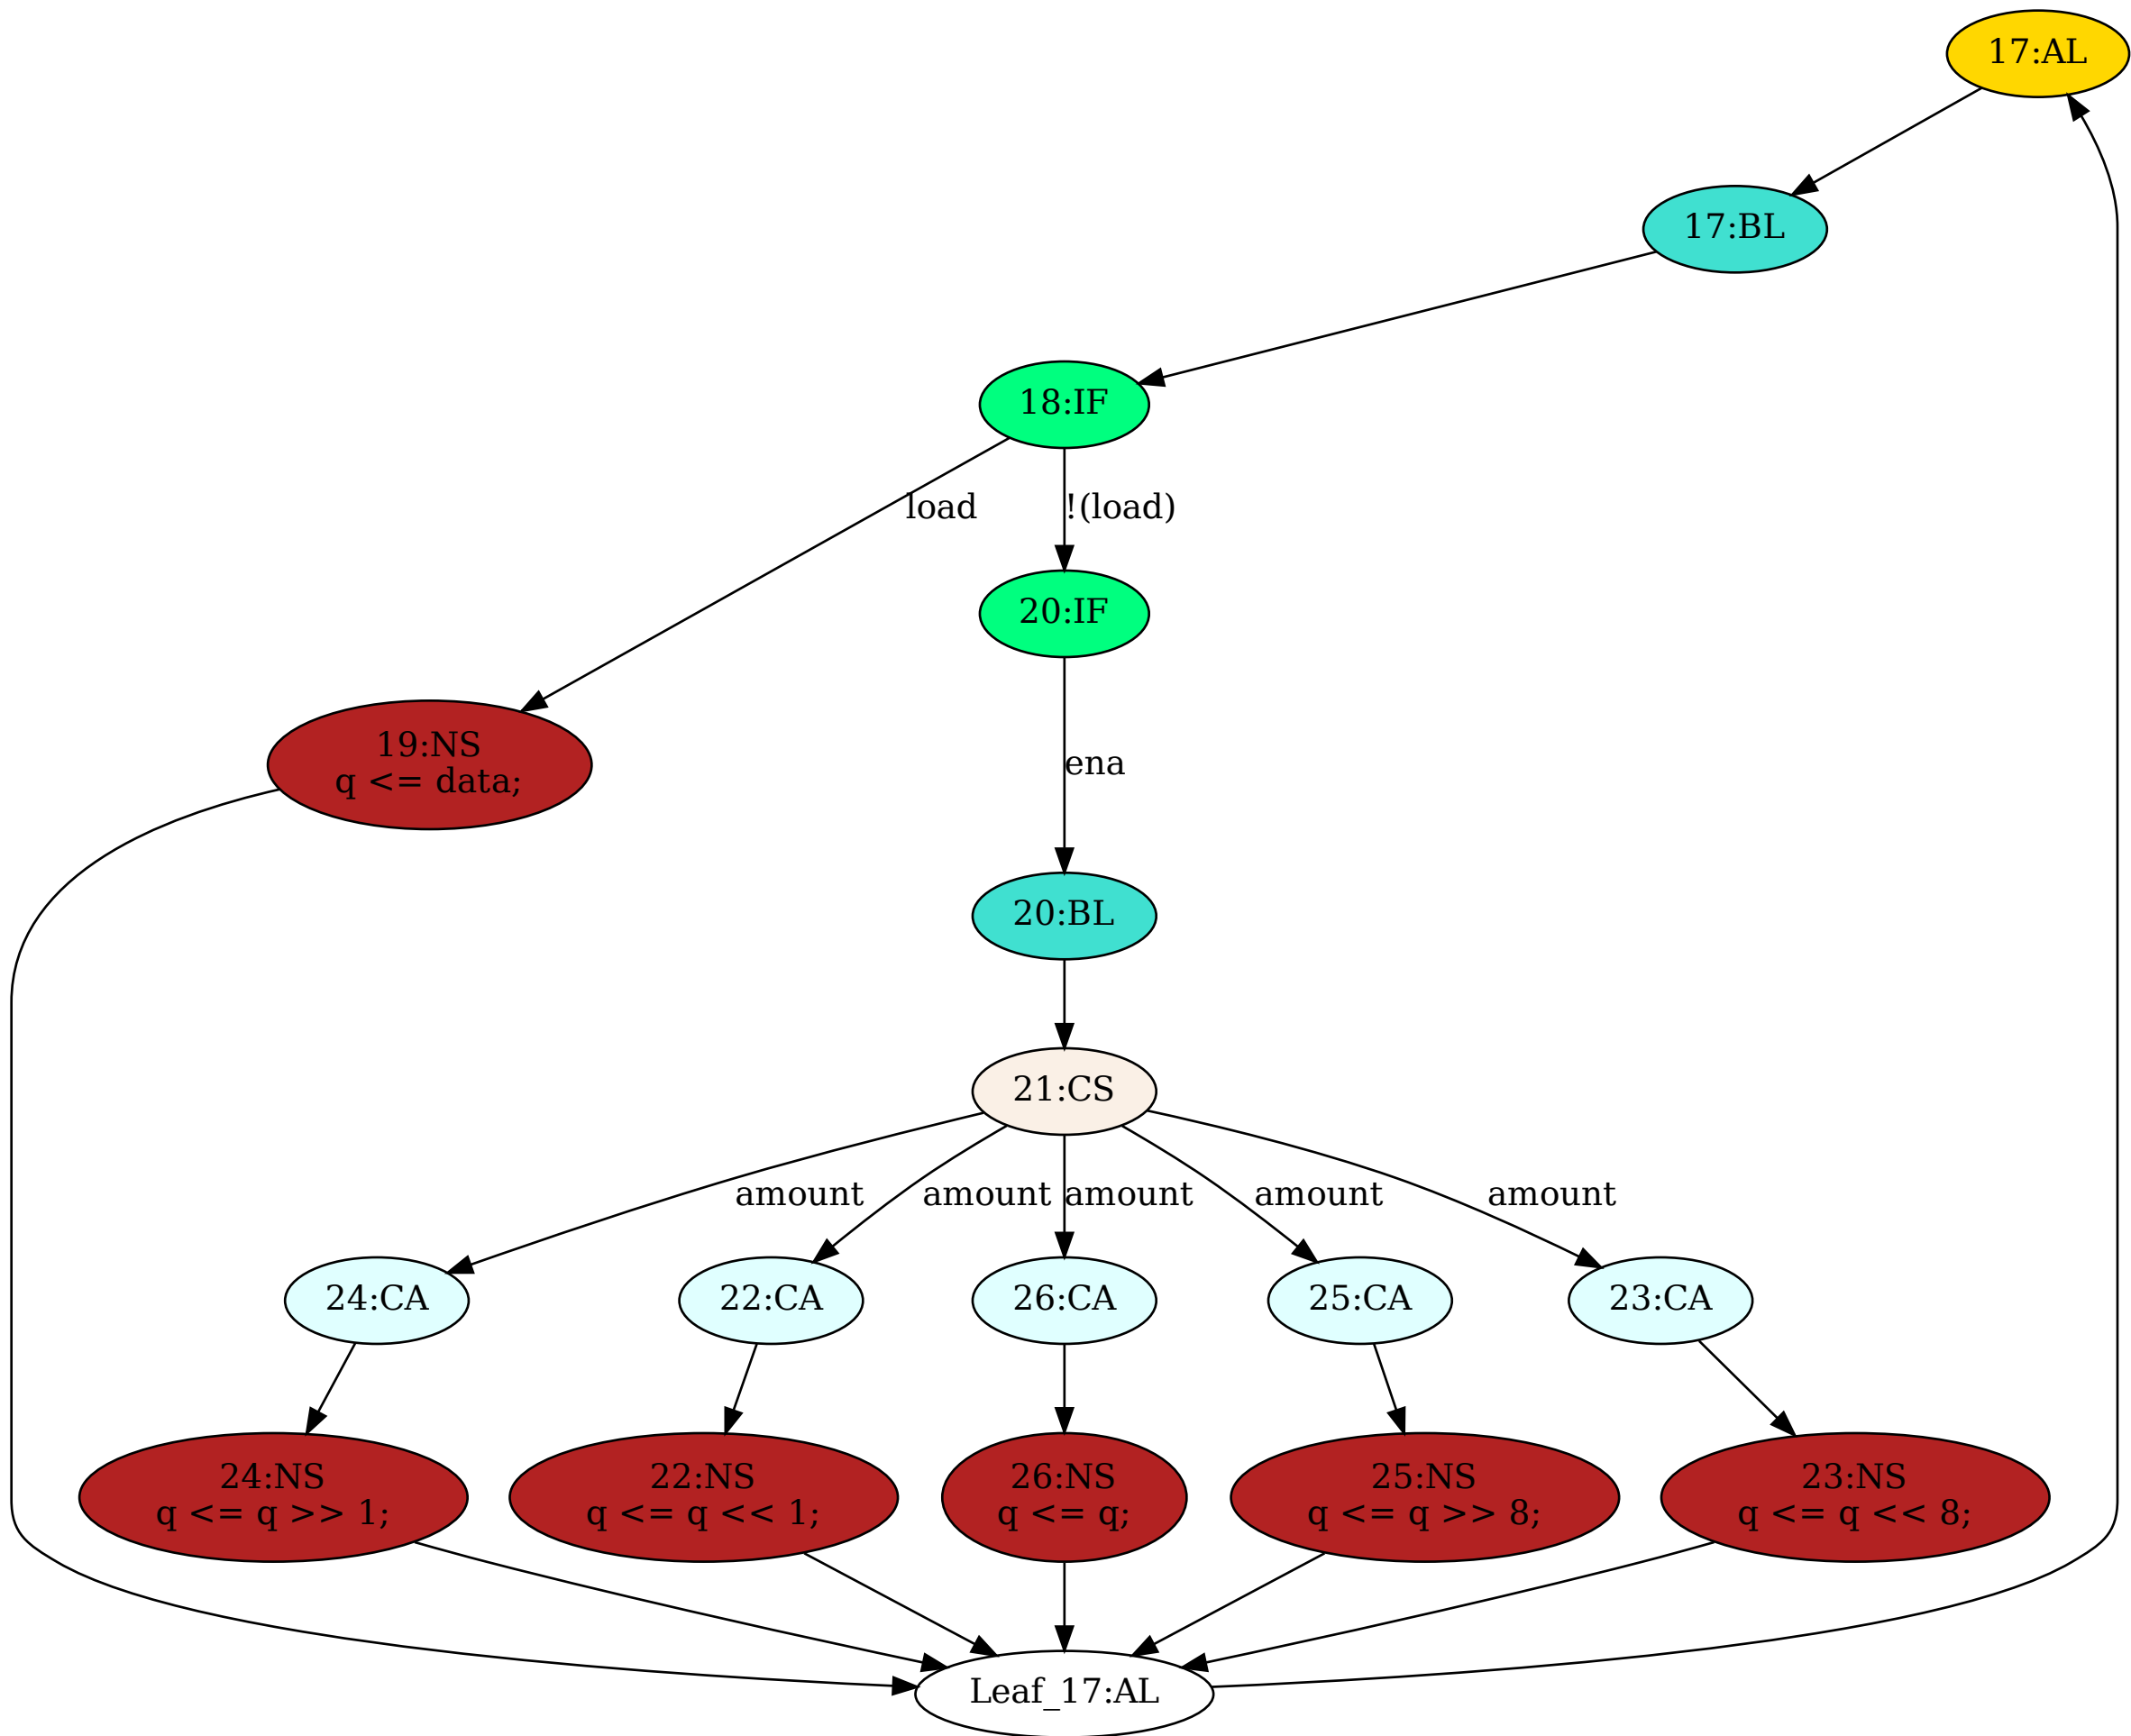 17:AL
17:BL
18:IF
load
!(load)
20:IF
19:NS
q <= data;
ena
20:BL
21:CS
amount
amount
amount
amount
amount
24:CA
22:CA
26:CA
25:CA
23:CA
24:NS
q <= q >> 1;
22:NS
q <= q << 1;
26:NS
q <= q;
25:NS
q <= q >> 8;
23:NS
q <= q << 8;
Leaf_17:AL